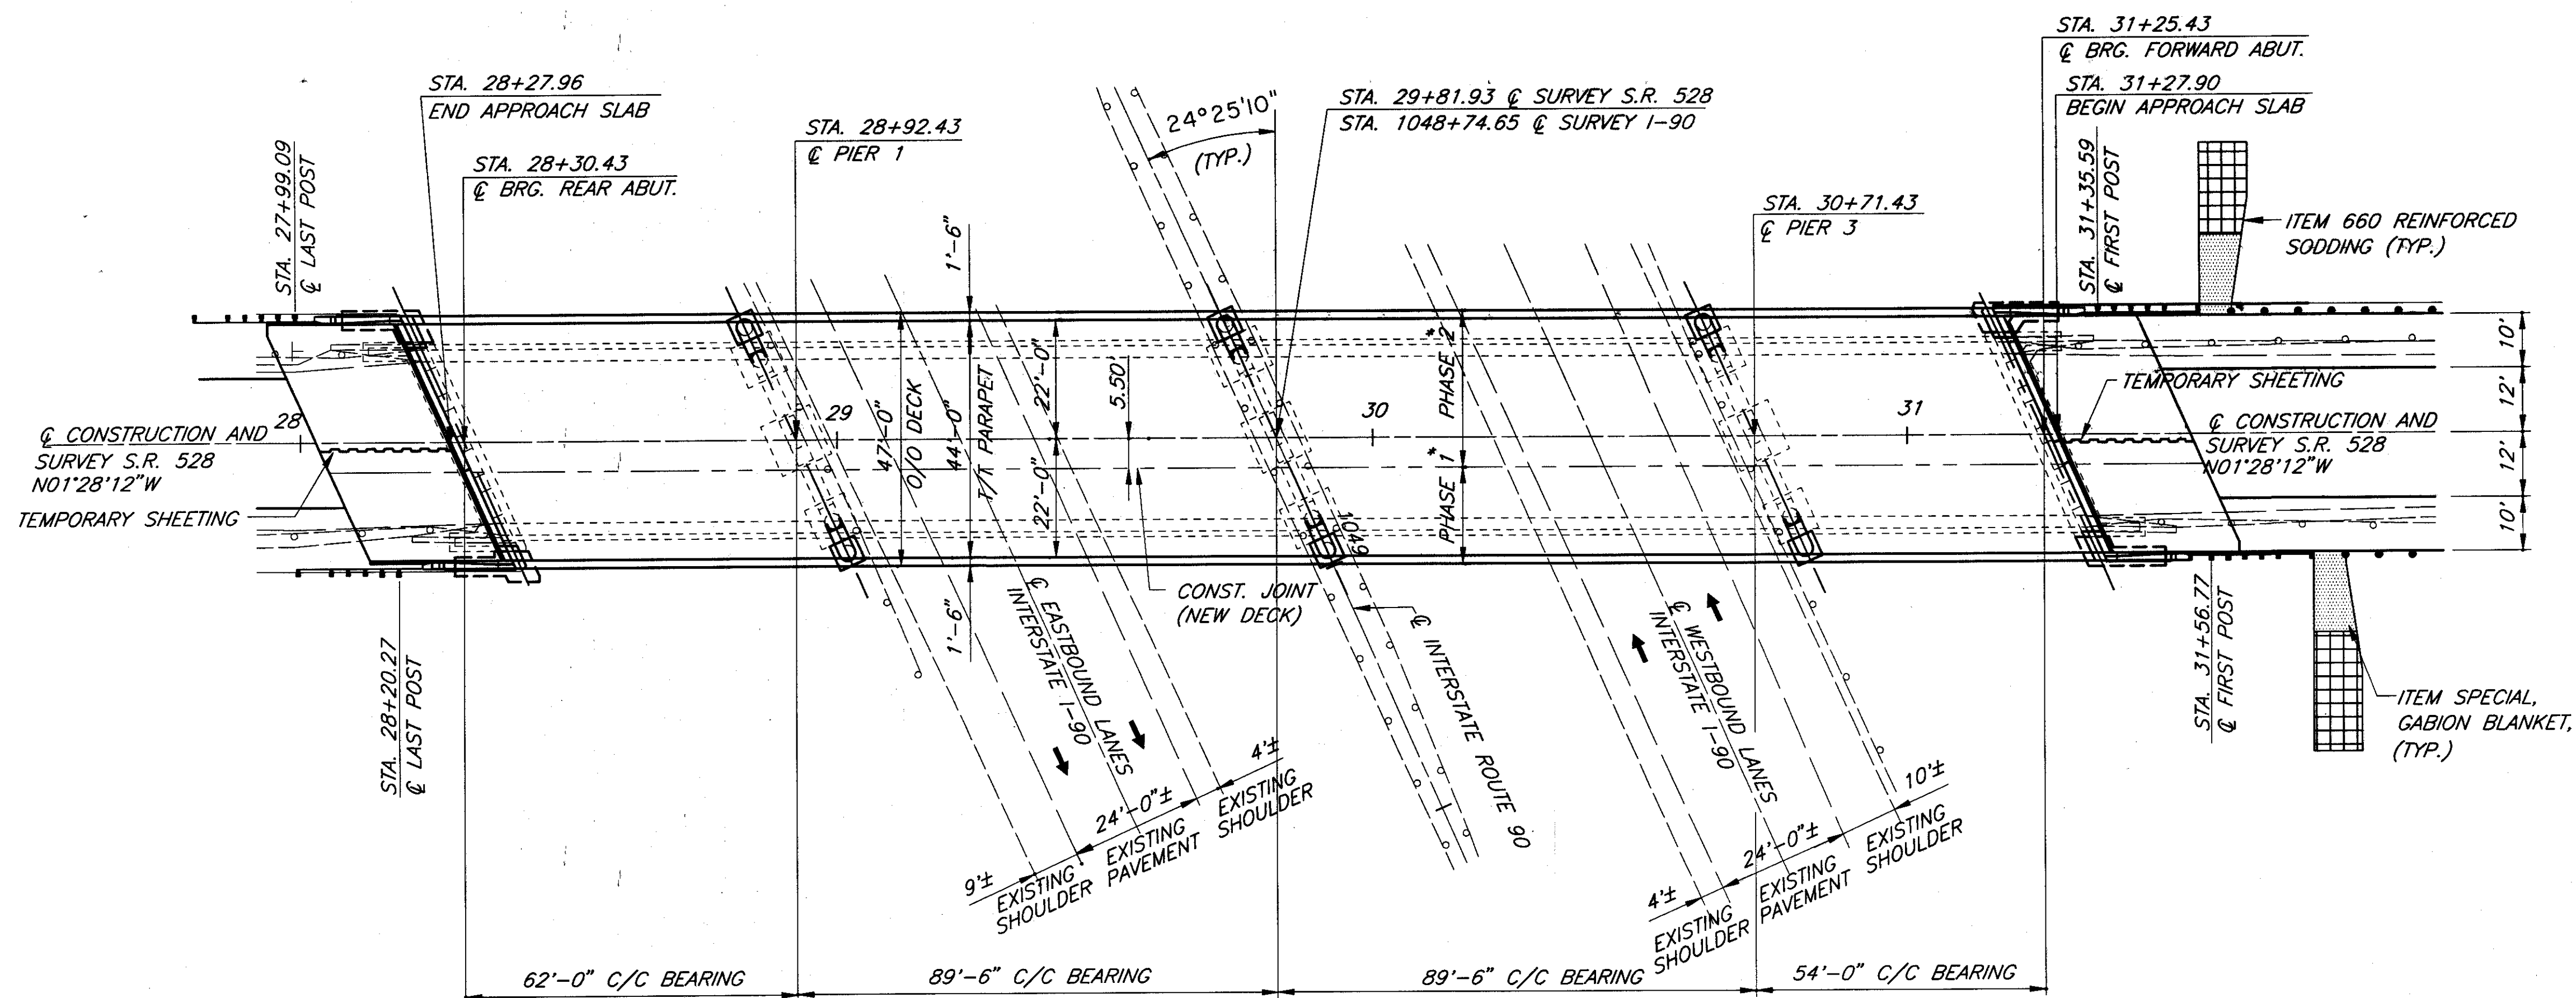 STA. 31+25.43
℄ BRG. FORWARD ABUT.
STA. 31+27.90
BEGIN APPROACH SLAB
STA. 28+27.96
END APPROACH SLAB
STA. 29+81.93 ℄ SURVEY S.R. 528
STA. 1048+74.65 ℄ SURVEY I-90
24°25'10"
(TYP.)
STA. 28+92.43
℄ PIER 1
STA. 28+30.43
℄ BRG. REAR ABUT.
STA. 27+99.09
℄ LAST POST
STA. 30+71.43
℄ PIER 3
STA. 31+35.59
℄ FIRST POST
ITEM 660 REINFORCED
SODDING (TYP.)
1'-6"
47'-0"
O/O DECK
44'-0"
T/T PARAPET
22'-0"
22'-0"
5.50'
PHASE 2*
PHASE 1*
1'-6"
28
29
30
31
10'
12'
12'
10'
TEMPORARY SHEETING
℄ CONSTRUCTION AND
SURVEY S.R. 528
N01°28'12"W
℄ CONSTRUCTION AND
SURVEY S.R. 528
N01°28'12"W
TEMPORARY SHEETING
1049
CONST. JOINT
(NEW DECK)
℄ EASTBOUND LANES
INTERSTATE I-90
℄ INTERSTATE ROUTE 90
℄ WESTBOUND LANES
INTERSTATE I-90
STA. 28+20.27
℄ LAST POST
STA. 31+56.77
℄ FIRST POST
ITEM SPECIAL,
GABION BLANKET,
(TYP.)
9'±
EXISTING
SHOULDER
24'-0"±
EXISTING
PAVEMENT
4'±
EXISTING
SHOULDER
4'±
EXISTING
SHOULDER
24'-0"±
EXISTING
PAVEMENT
10'±
EXISTING
SHOULDER
62'-0" C/C BEARING
89'-6" C/C BEARING
89'-6" C/C BEARING
54'-0" C/C BEARING